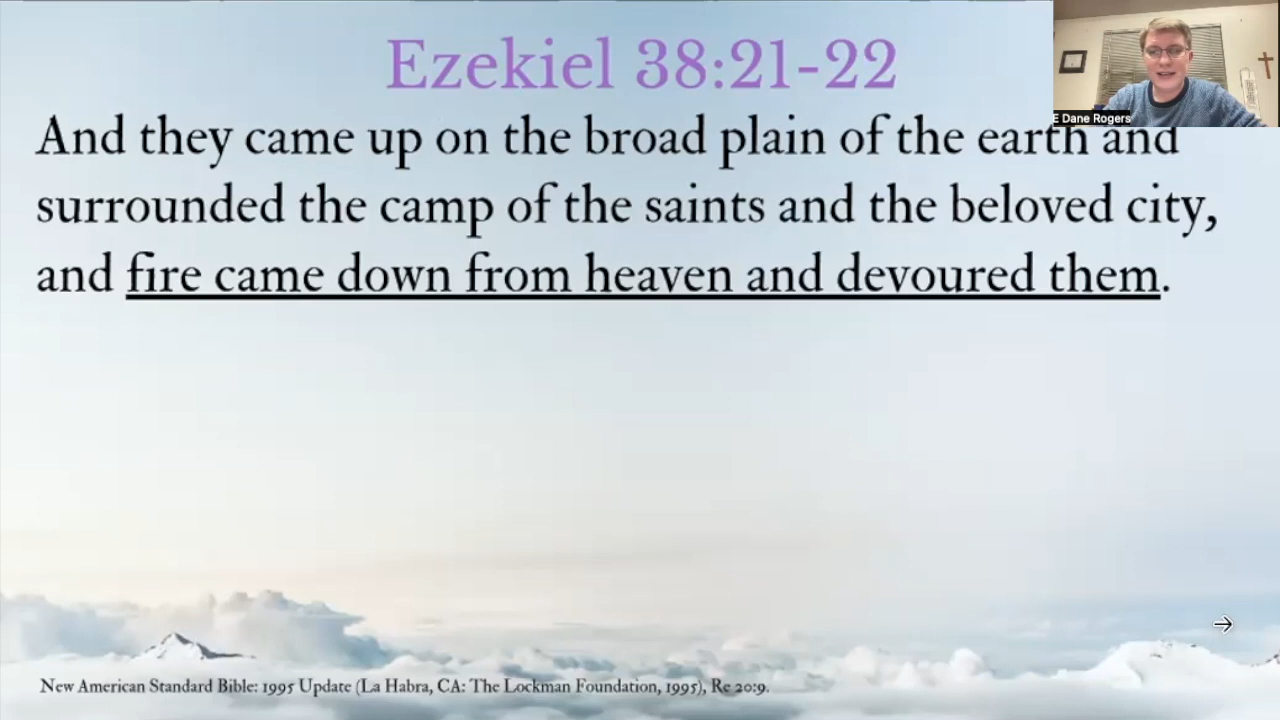 Ezekiel 38:21-22
E Dane Rogers
And they came up on the broad plain of the earth and
surrounded the camp of the saints and the beloved city,
and fire came down from heaven and devoured them.
New American Standard Bible: 1995 Update (La Habra, CA: The Lockman Foundation, 1995), Re 20:9.